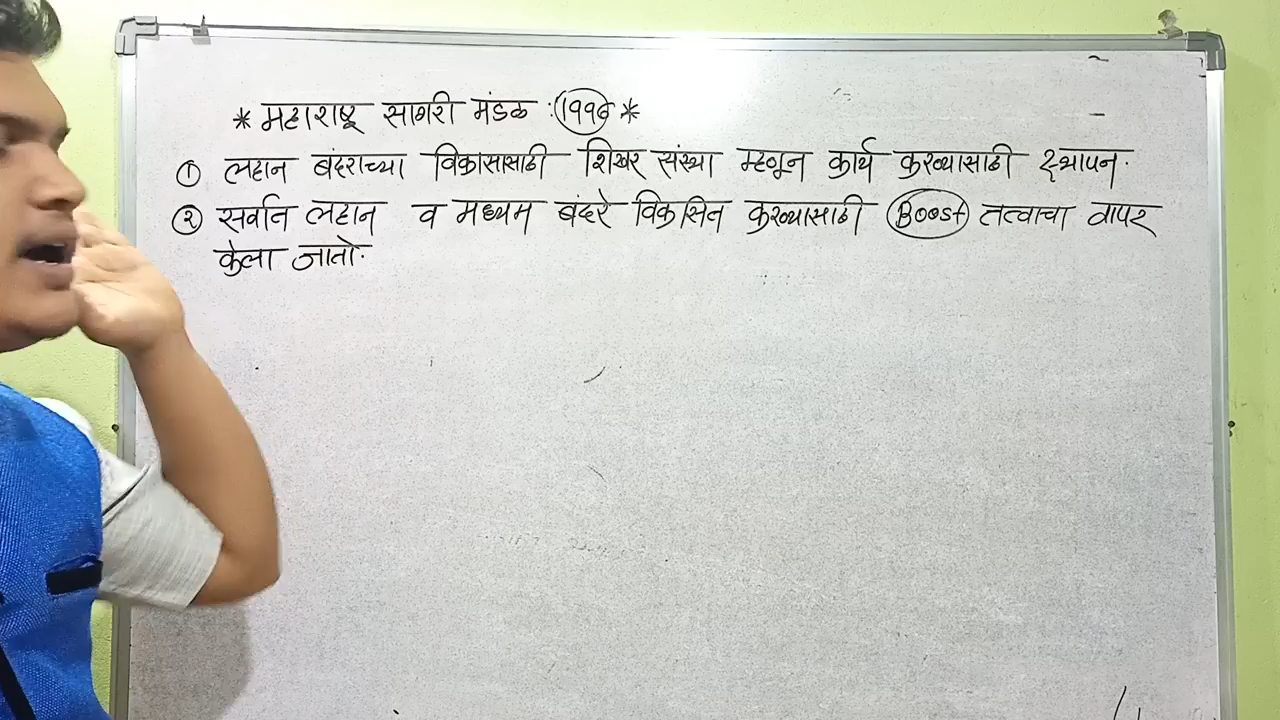 * महाराष्ट्र सागरी मंडळ :१९९६ *
① लहान बंदराच्या विकासासाठी शिखर संस्था म्हणून कार्य करण्यासाठी स्थापन.
② सर्वात लहान व मध्यम बंदरे विकसित करण्यासाठी Boost तत्वाचा वापर
केला जातो.